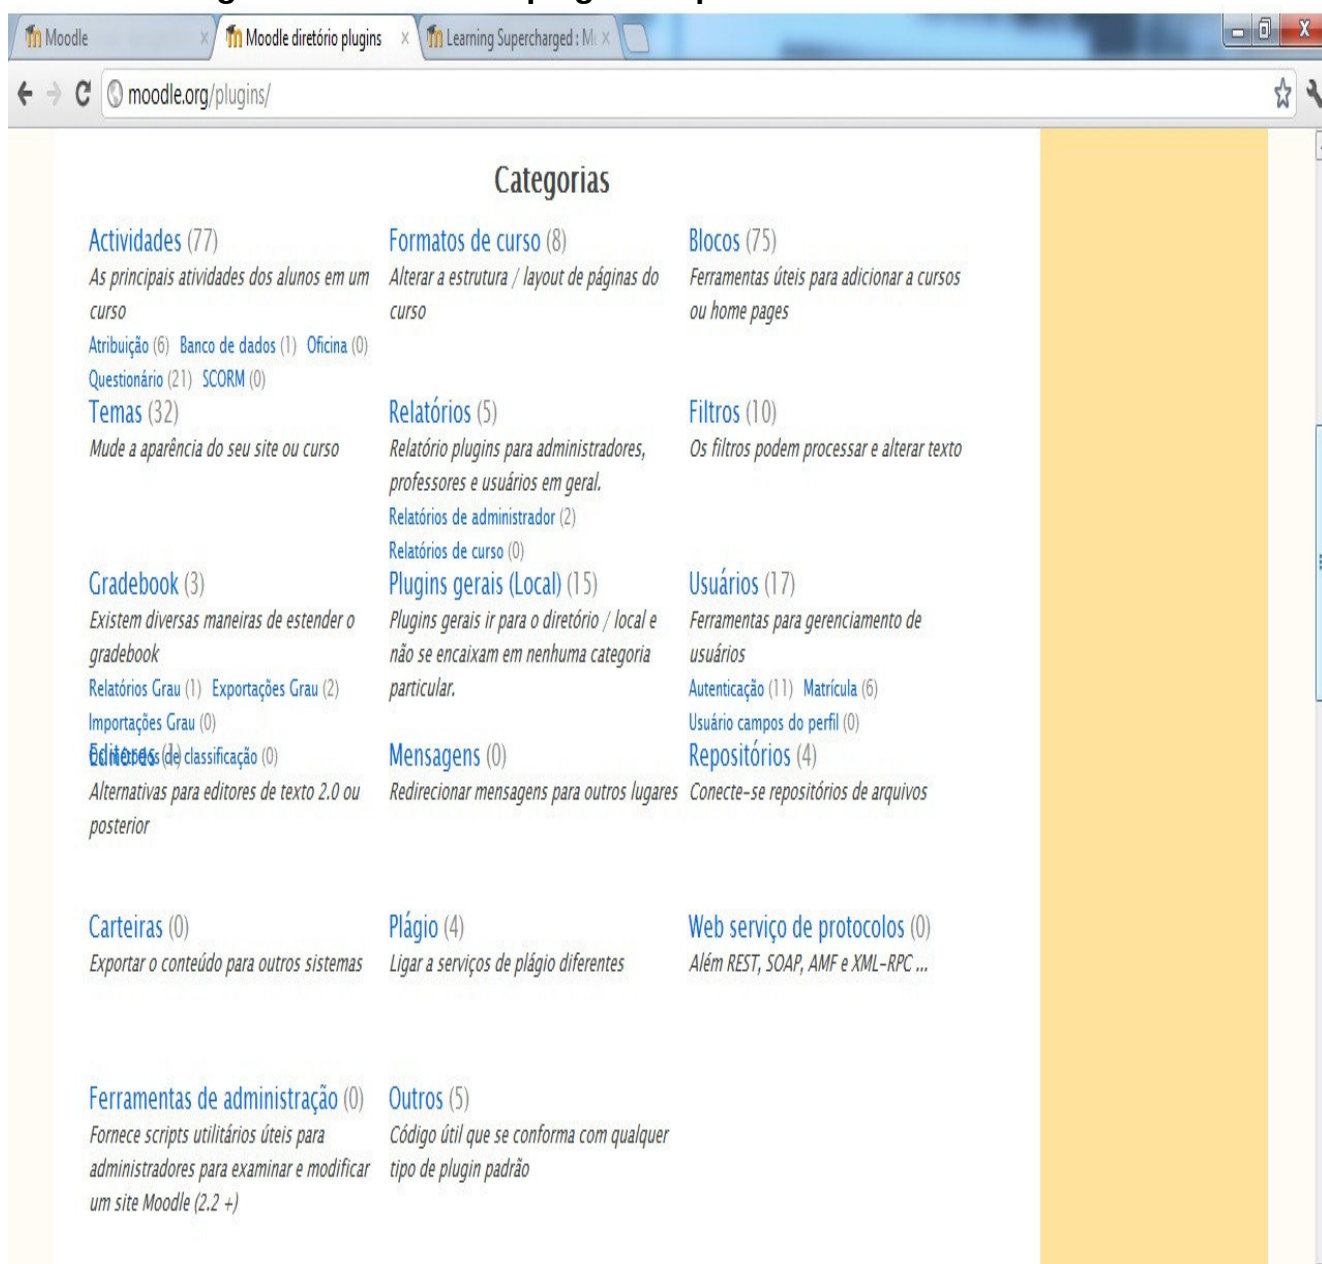 Moodle
Moodle diretório plugins
Learning Supercharged : M
moodle.org/plugins/
Categorias
Actividades (77)
As principais atividades dos alunos em um
curso
Atribuição (6) Banco de dados (1) Oficina (0)
Questionário (21) SCORM (0)
Formatos de curso (8)
Alterar a estrutura / layout de páginas do
curso
Blocos (75)
Ferramentas úteis para adicionar a cursos
ou home pages
Temas (32)
Mude a aparência do seu site ou curso
Relatórios (5)
Relatório plugins para administradores,
professores e usuários em geral.
Relatórios de administrador (2)
Relatórios de curso (0)
Filtros (10)
Os filtros podem processar e alterar texto
Gradebook (3)
Existem diversas maneiras de estender o
gradebook
Relatórios Grau (1) Exportações Grau (2)
Importações Grau (0)
de classificação (0)
Plugins gerais (Local) (15)
Plugins gerais ir para o diretório / local e
não se encaixam em nenhuma categoria
particular.
Usuários (17)
Ferramentas para gerenciamento de
usuários
Autenticação (11) Matrícula (6)
Usuário campos do perfil (0)
Editores (1)
Alternativas para editores de texto 2.0 ou
posterior
Mensagens (0)
Redirecionar mensagens para outros lugares
Repositórios (4)
Conecte-se repositórios de arquivos
Carteiras (0)
Exportar o conteúdo para outros sistemas
Plágio (4)
Ligar a serviços de plágio diferentes
Web serviço de protocolos (0)
Além REST, SOAP, AMF e XML-RPC ...
Ferramentas de administração (0)
Fornece scripts utilitários úteis para
administradores para examinar e modificar
um site Moodle (2.2 +)
Outros (5)
Código útil que se conforma com qualquer
tipo de plugin padrão